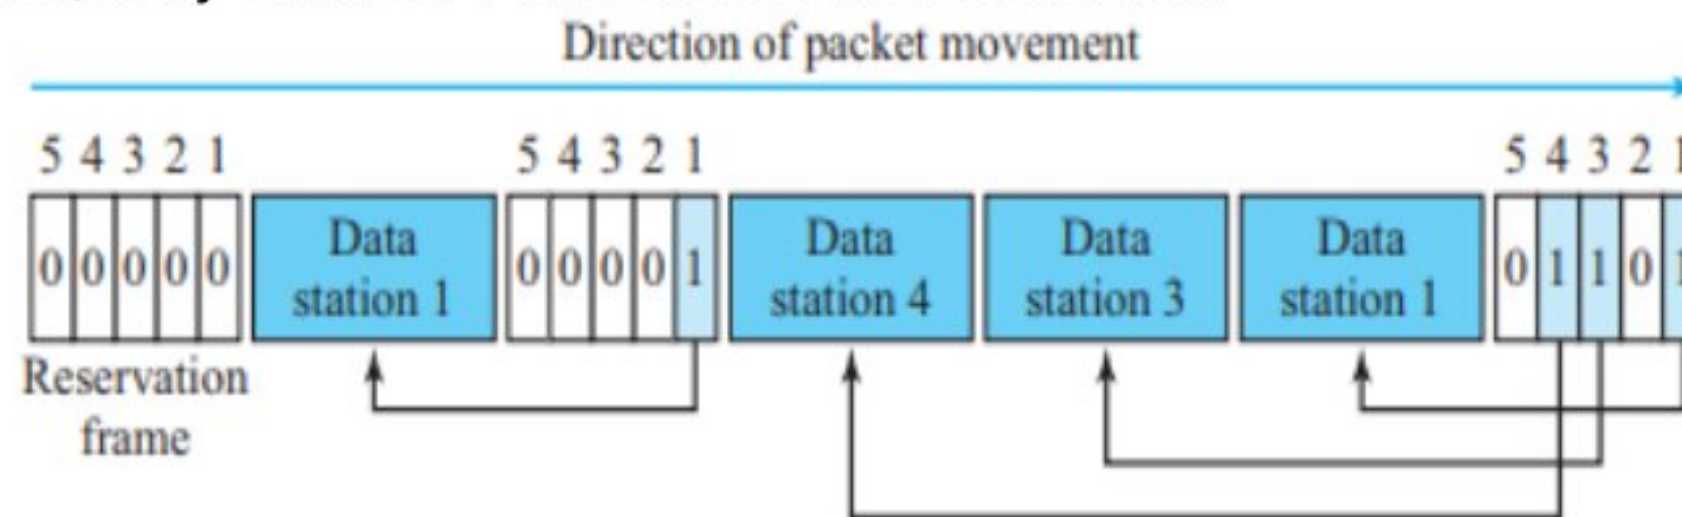 Direction of packet movement
5 4 3 2 1
5 4 3 2 1
5 4 3 2 1
0 0 0 0 0
Data
station 1
0 0 0 0 1
Data
station 4
Data
station 3
Data
station 1
0 1 1 0 1
Reservation
frame